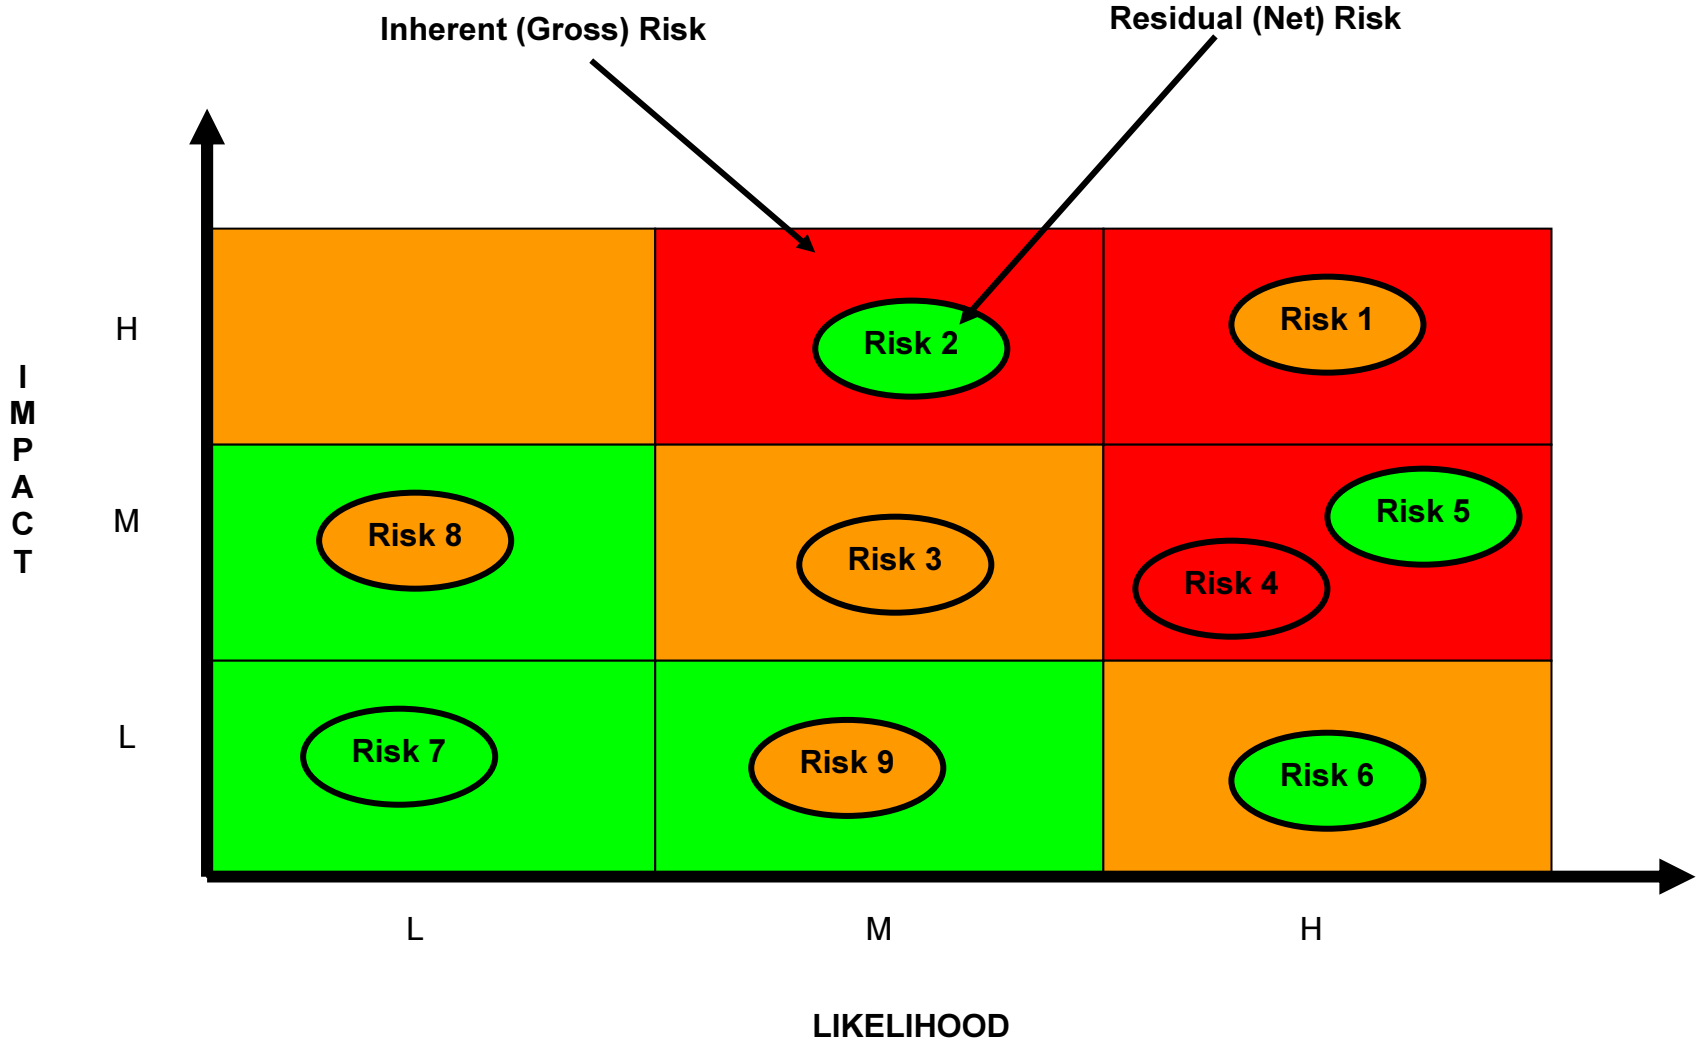 Inherent (Gross) Risk
Residual (Net) Risk
H
Risk 1
Risk 2
I
M
P
A
C
T
M
Risk 5
Risk 8
Risk 3
Risk 4
L
Risk 7
Risk 9
Risk 6
L
M
H
LIKELIHOOD